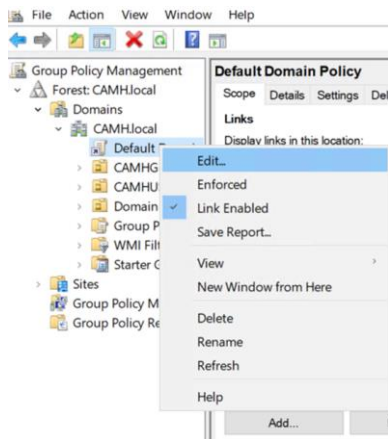 File Action View Window Help
Group Policy Management
Forest: CAMH.local
Domains
CAMH.local
Default
CAMHG
CAMHU
Domain
Group P
WMI Filt
Starter G
Sites
Group Policy M
Group Policy Re
Default Domain Policy
Scope Details Settings Del
Links
Display links in this location:
Edit...
Enforced
Link Enabled
Save Report...
View
New Window from Here
Delete
Rename
Refresh
Help
Add...